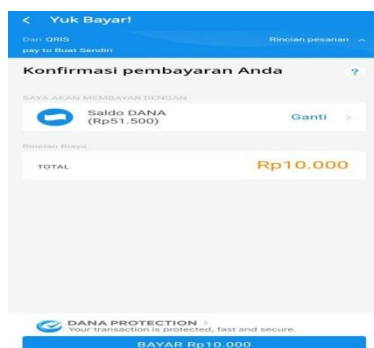 < Yuk Bayar!
Dari QRIS
Rincian pesanan
pay to Buat Sendiri
Konfirmasi pembayaran Anda ?
SAYA AKAN MEMBAYAR DENGAN
Saldo DANA
(Rp51.500)
Ganti >
Rincian Biaya
TOTAL Rp10.000
DANA PROTECTION >
Your transaction is protected, fast and secure.
BAYAR Rp10.000